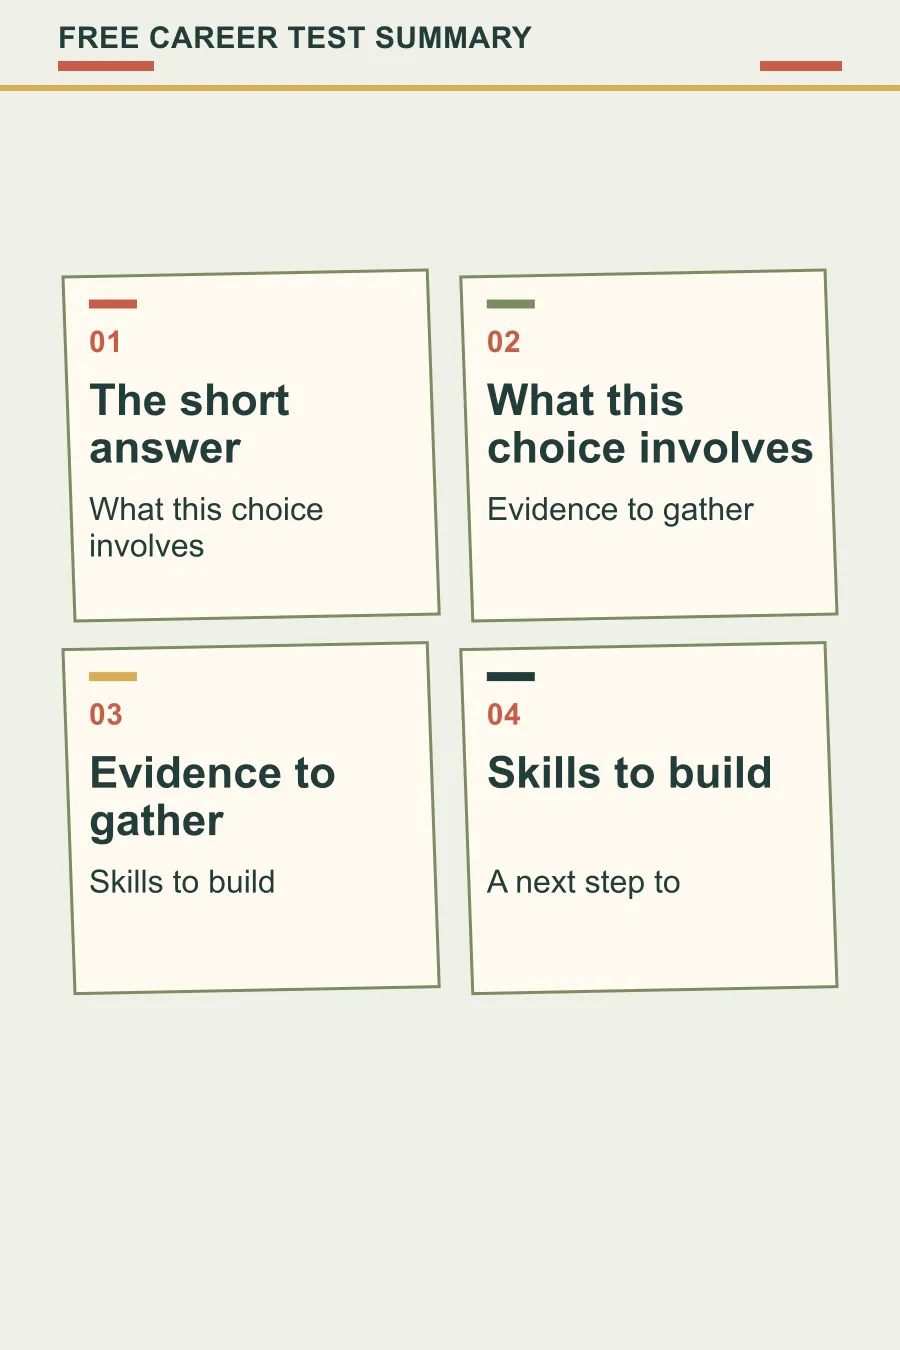 FREE CAREER TEST SUMMARY
01
The short
answer
What this choice
involves
02
What this
choice involves
Evidence to gather
03
Evidence to
gather
Skills to build
04
Skills to build
A next step to